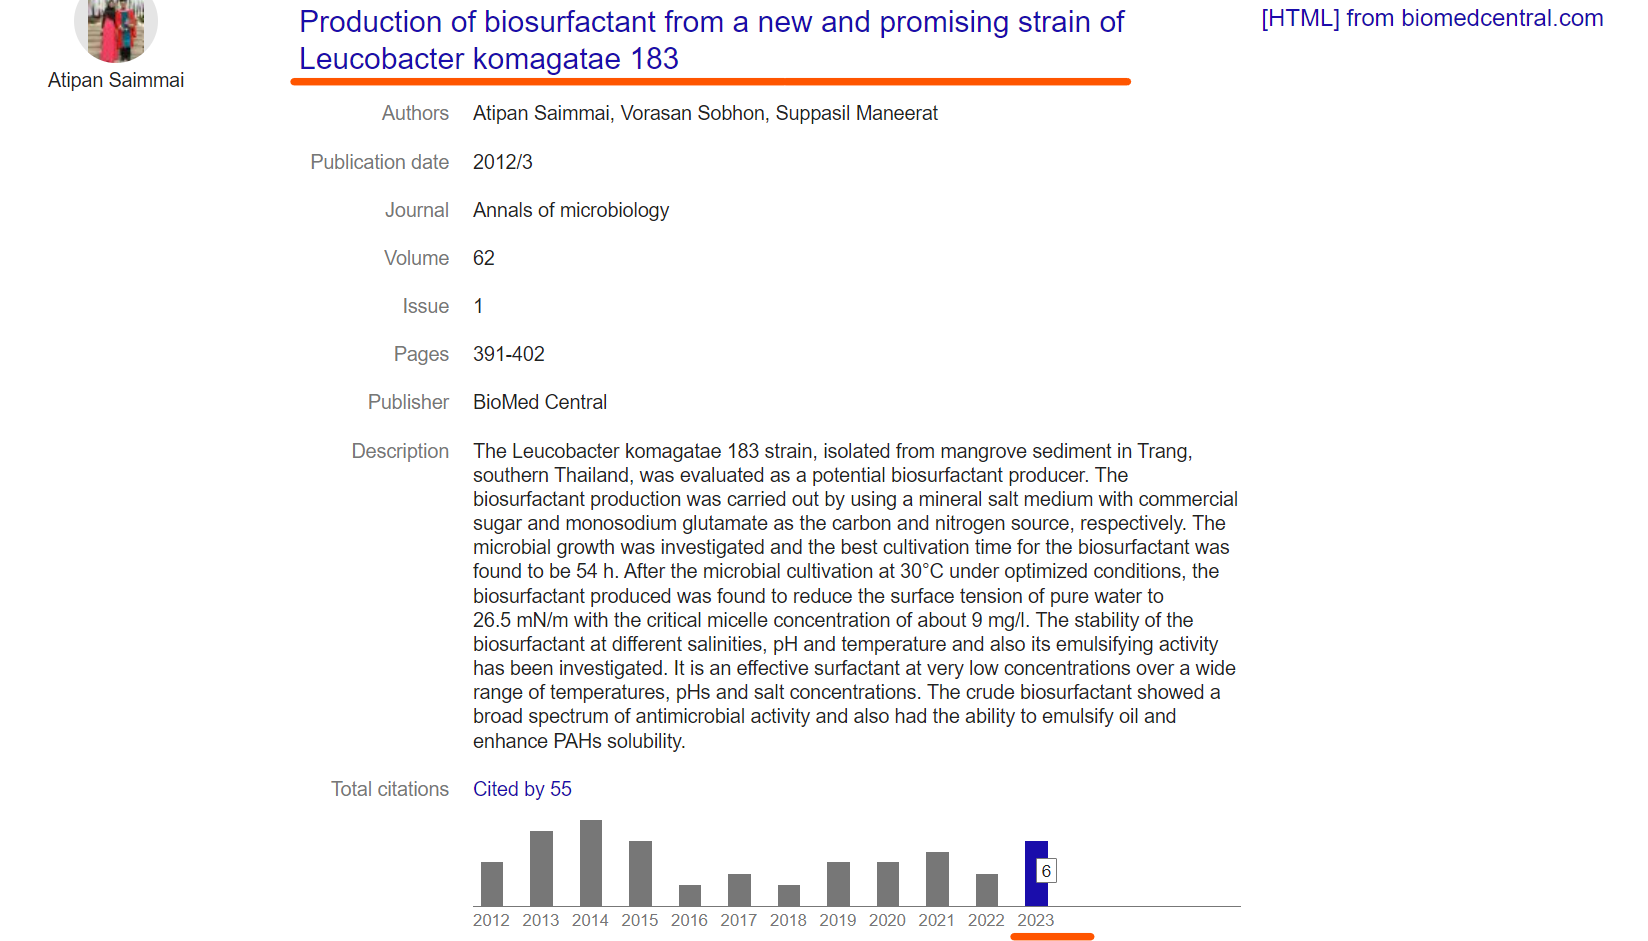 Production of biosurfactant from a new and promising strain of
Leucobacter komagatae 183
[HTML] from biomedcentral.com
Atipan Saimmai
Authors Atipan Saimmai, Vorasan Sobhon, Suppasil Maneerat
Publication date 2012/3
Journal Annals of microbiology
Volume 62
Issue 1
Pages 391-402
Publisher BioMed Central
Description The Leucobacter komagatae 183 strain, isolated from mangrove sediment in Trang,
southern Thailand, was evaluated as a potential biosurfactant producer. The
biosurfactant production was carried out by using a mineral salt medium with commercial
sugar and monosodium glutamate as the carbon and nitrogen source, respectively. The
microbial growth was investigated and the best cultivation time for the biosurfactant was
found to be 54 h. After the microbial cultivation at 30°C under optimized conditions, the
biosurfactant produced was found to reduce the surface tension of pure water to
26.5 mN/m with the critical micelle concentration of about 9 mg/l. The stability of the
biosurfactant at different salinities, pH and temperature and also its emulsifying activity
has been investigated. It is an effective surfactant at very low concentrations over a wide
range of temperatures, pHs and salt concentrations. The crude biosurfactant showed a
broad spectrum of antimicrobial activity and also had the ability to emulsify oil and
enhance PAHs solubility.
Total citations Cited by 55
6
2012 2013 2014 2015 2016 2017 2018 2019 2020 2021 2022 2023